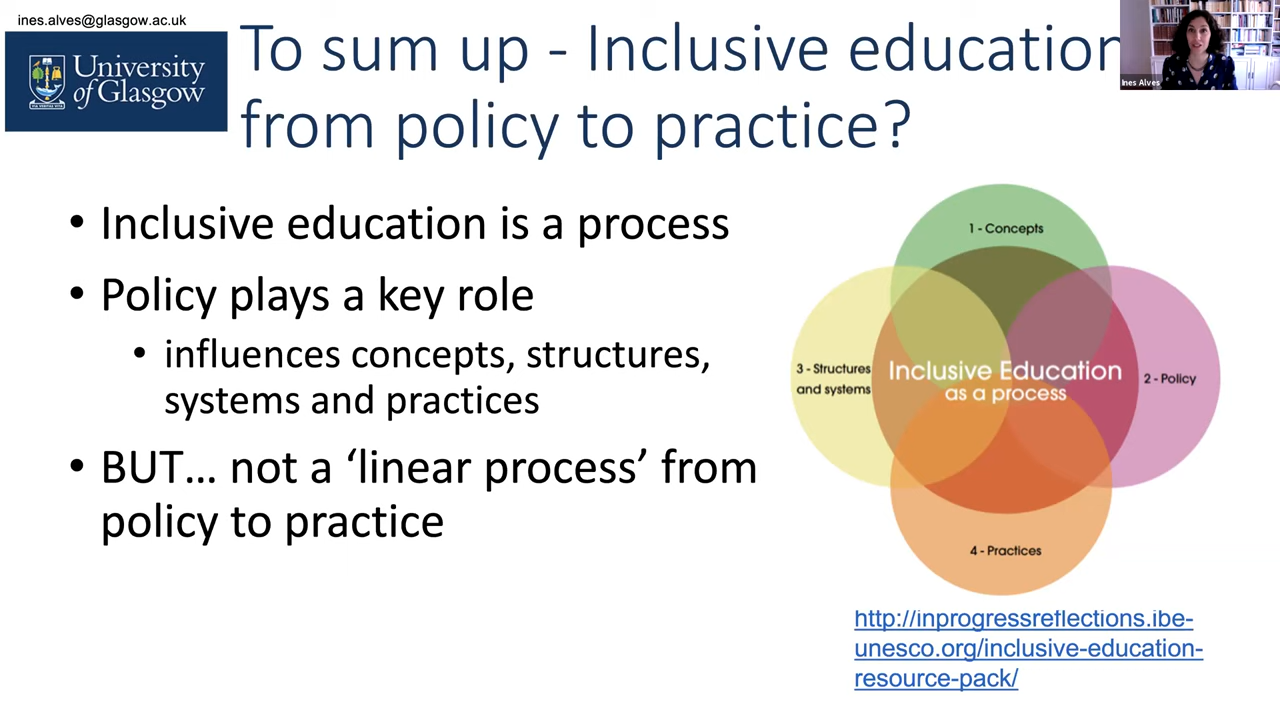 ines.alves@glasgow.ac.uk
University
of Glasgow
To sum up - Inclusive education
from policy to practice?
Ines Alves
• Inclusive education is a process
• Policy plays a key role
• influences concepts, structures,
systems and practices
• BUT... not a ‘linear process’ from
policy to practice
1 - Concepts
3 - Structures
and systems
Inclusive Education
as a process
2 - Policy
4 - Practices
http://inprogressreflections.ibe-
unesco.org/inclusive-education-
resource-pack/